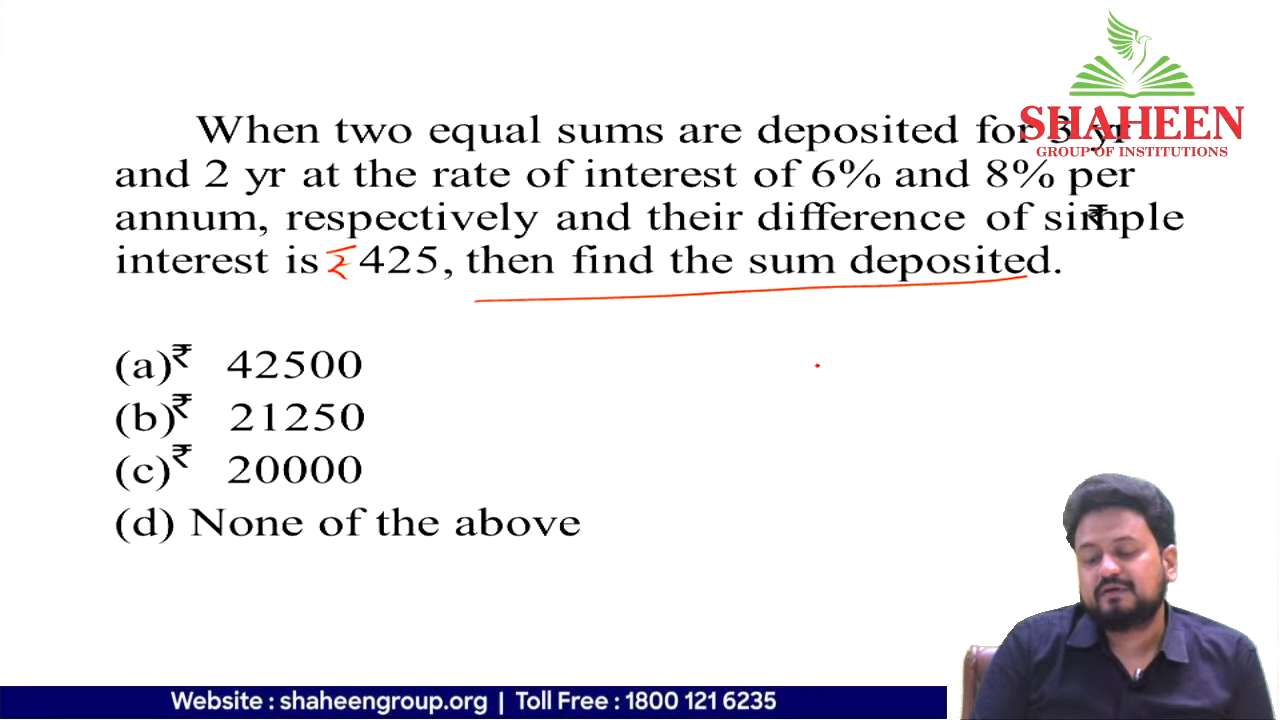 When two equal sums are deposited for 3 yr
and 2 yr at the rate of interest of 6% and 8% per
annum, respectively and their difference of simple
interest is ₹ 425, then find the sum deposited.
(a) ₹ 42500
(b) ₹ 21250
(c) ₹ 20000
(d) None of the above
SHAHEEN
GROUP OF INSTITUTIONS
₹
Website : shaheengroup.org | Toll Free : 1800 121 6235